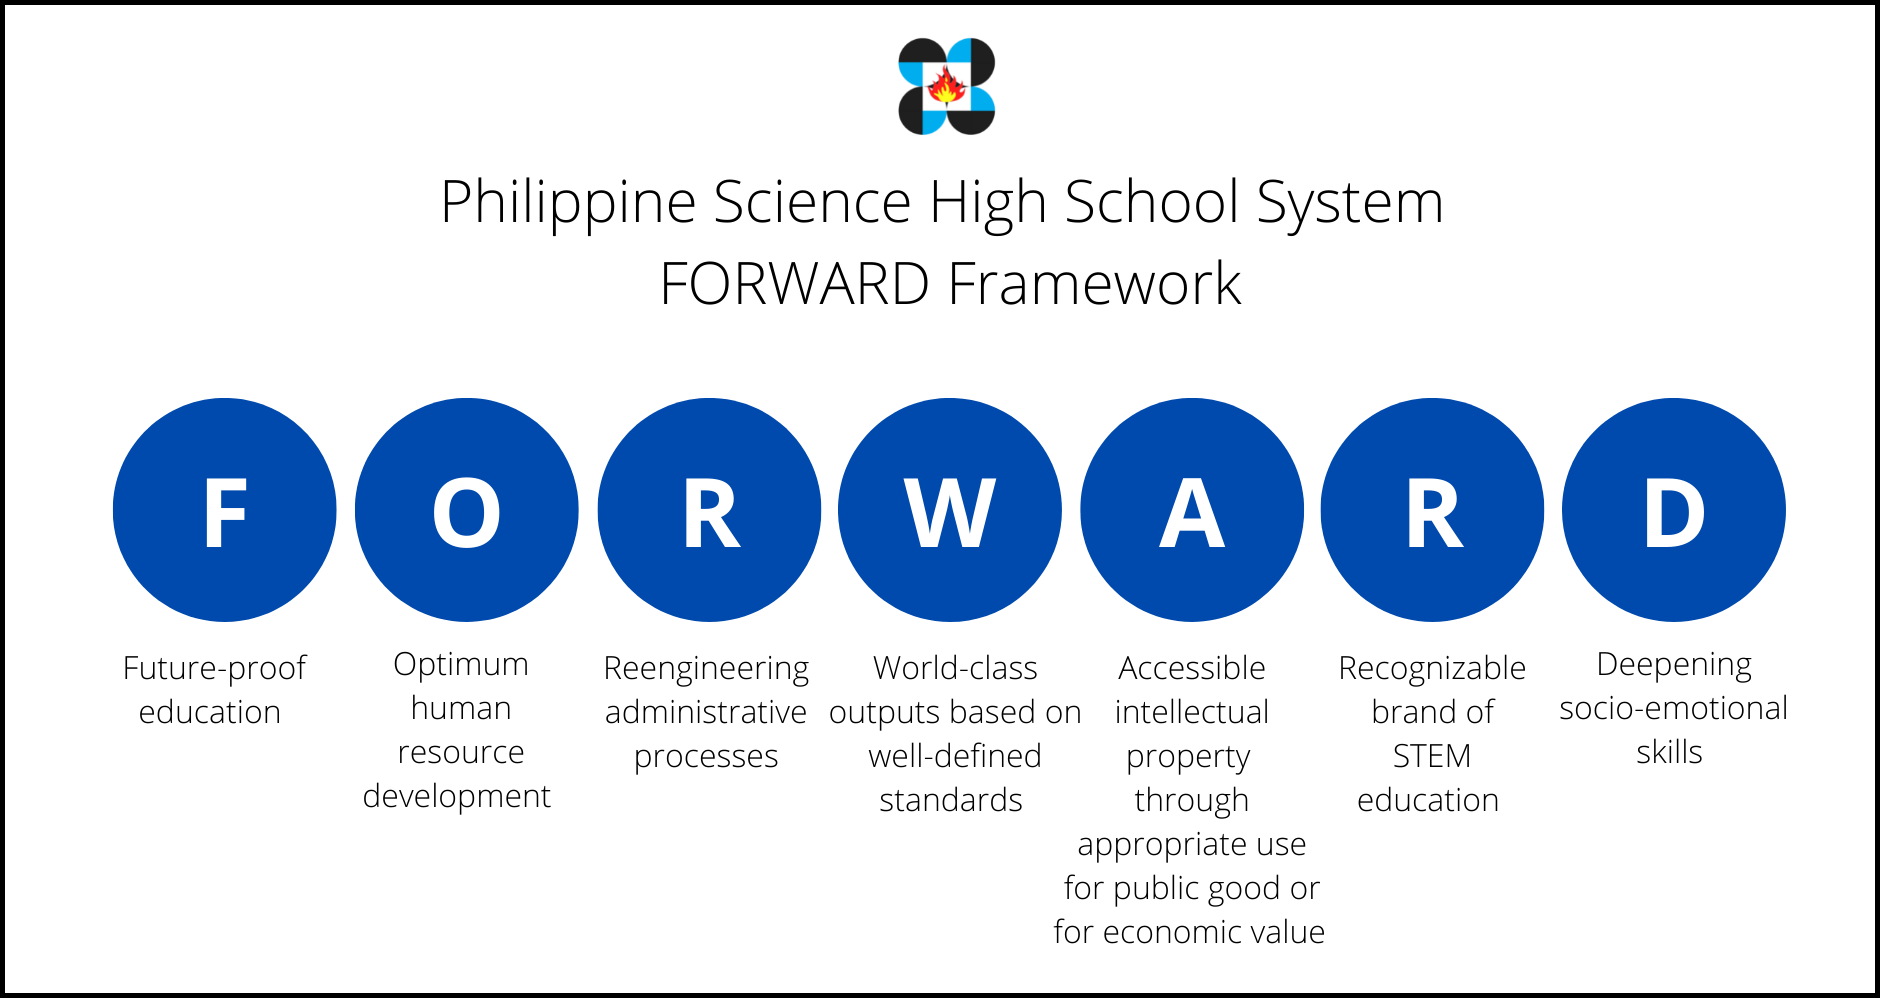 Philippine Science High School System
FORWARD Framework
F
Future-proof
education
O
Optimum
human
resource
development
R
Reengineering
administrative
processes
W
World-class
outputs based on
well-defined
standards
A
Accessible
intellectual
property
through
appropriate use
for public good or
for economic value
R
Recognizable
brand of
STEM
education
D
Deepening
socio-emotional
skills